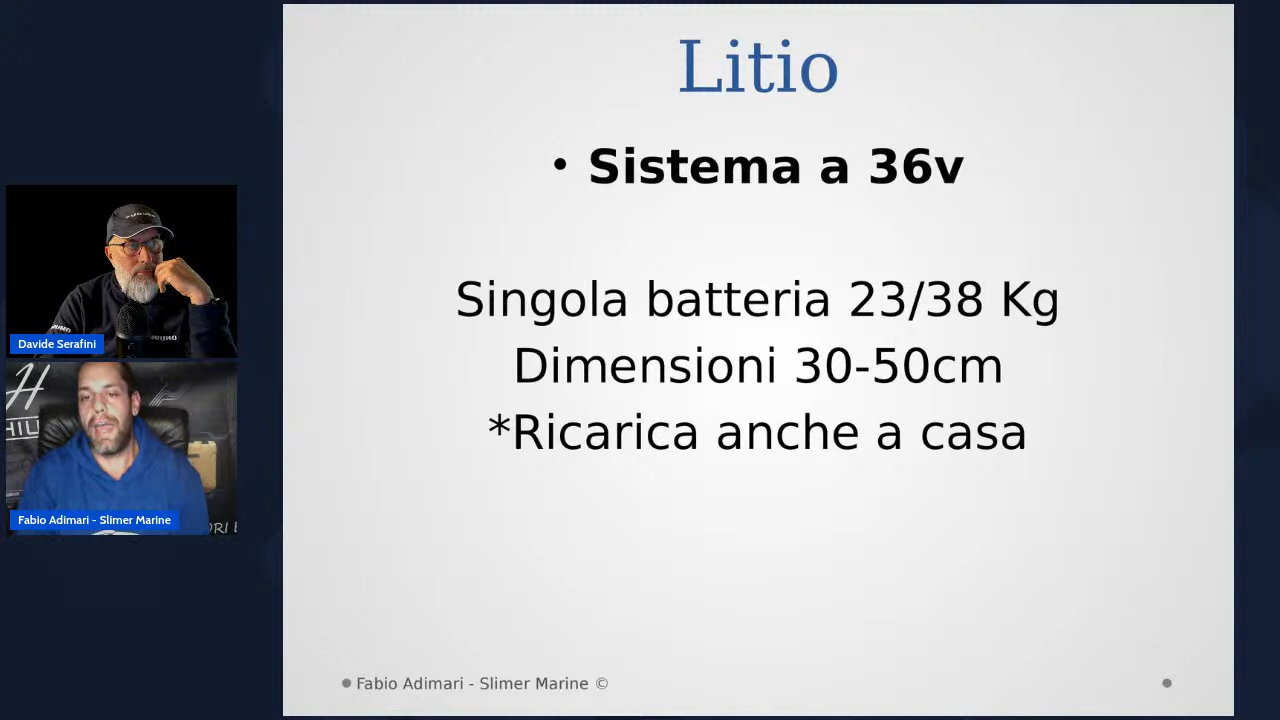 Litio
• Sistema a 36v
Singola batteria 23/38 Kg
Dimensioni 30-50cm
*Ricarica anche a casa
Fabio Adimari - Slimer Marine ©
Davide Serafini
Fabio Adimari - Slimer Marine